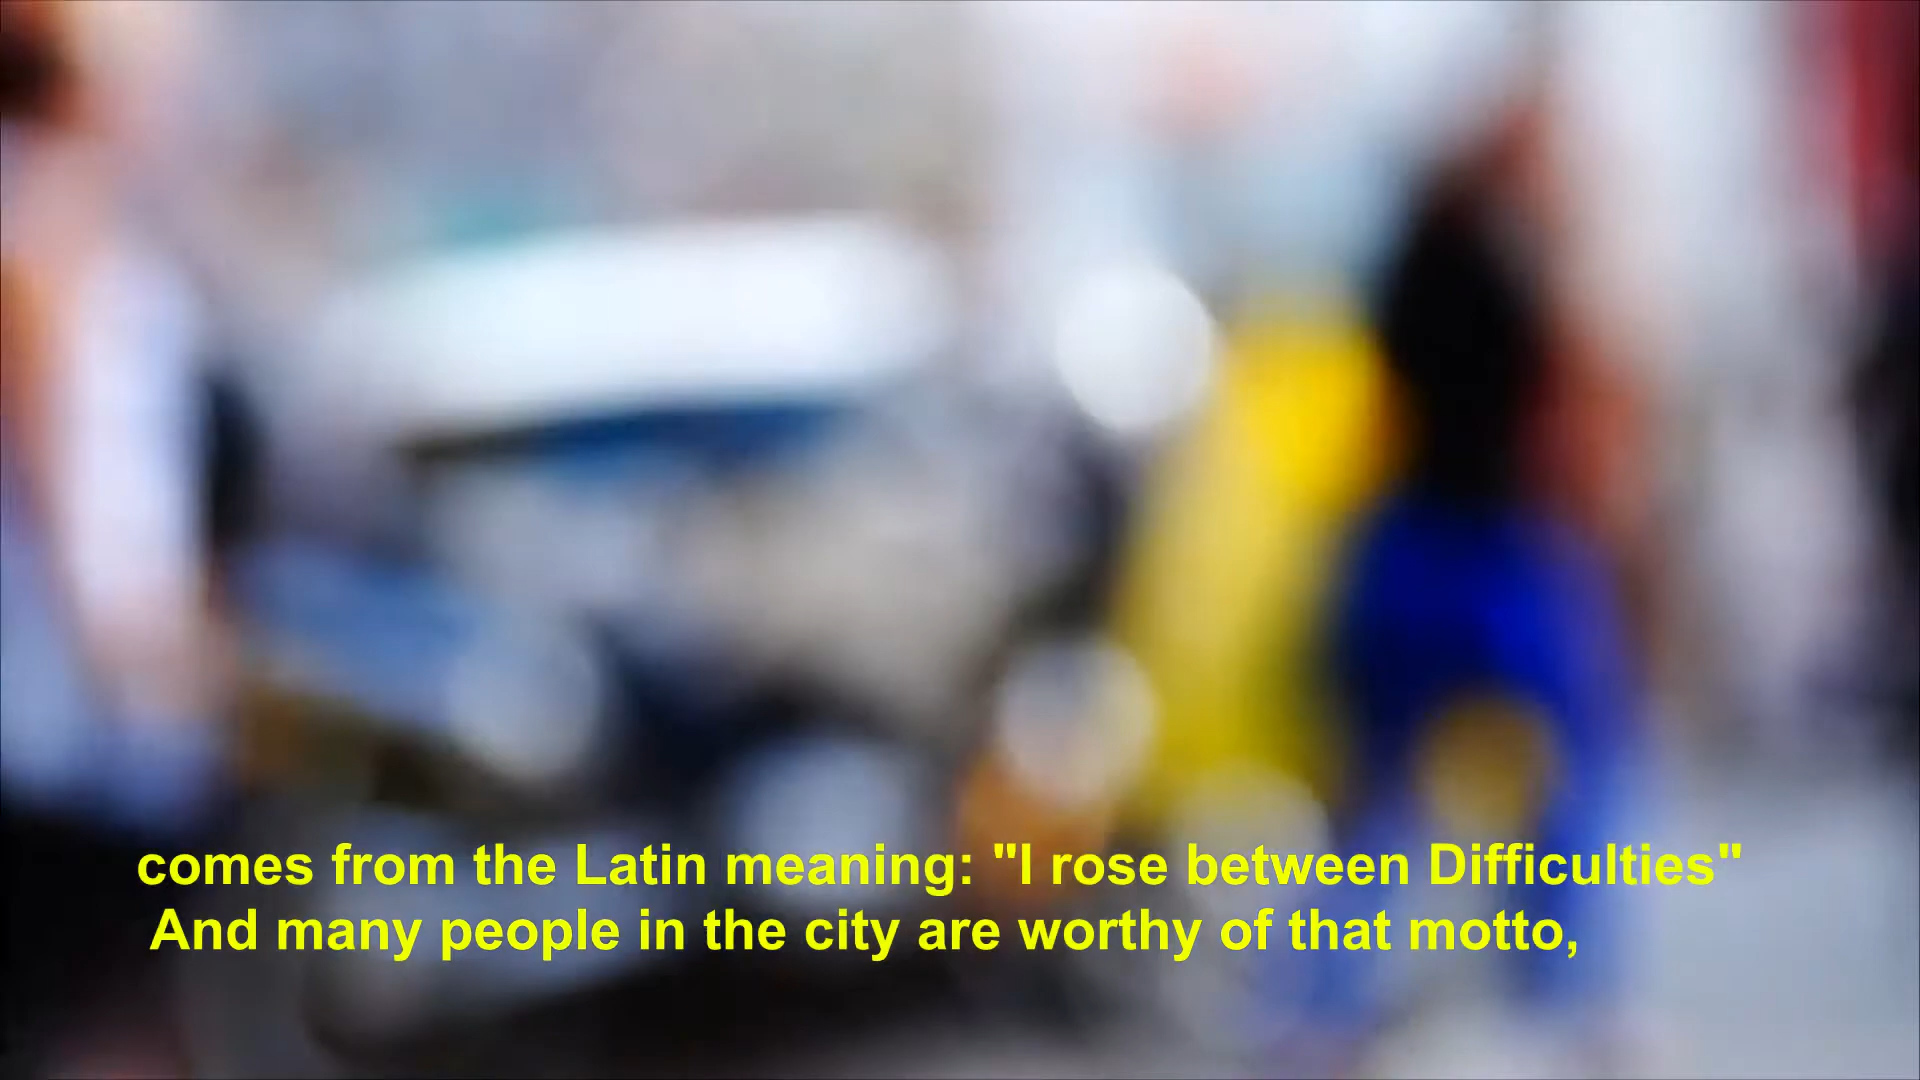 comes from the Latin meaning: "I rose between Difficulties"
And many people in the city are worthy of that motto,